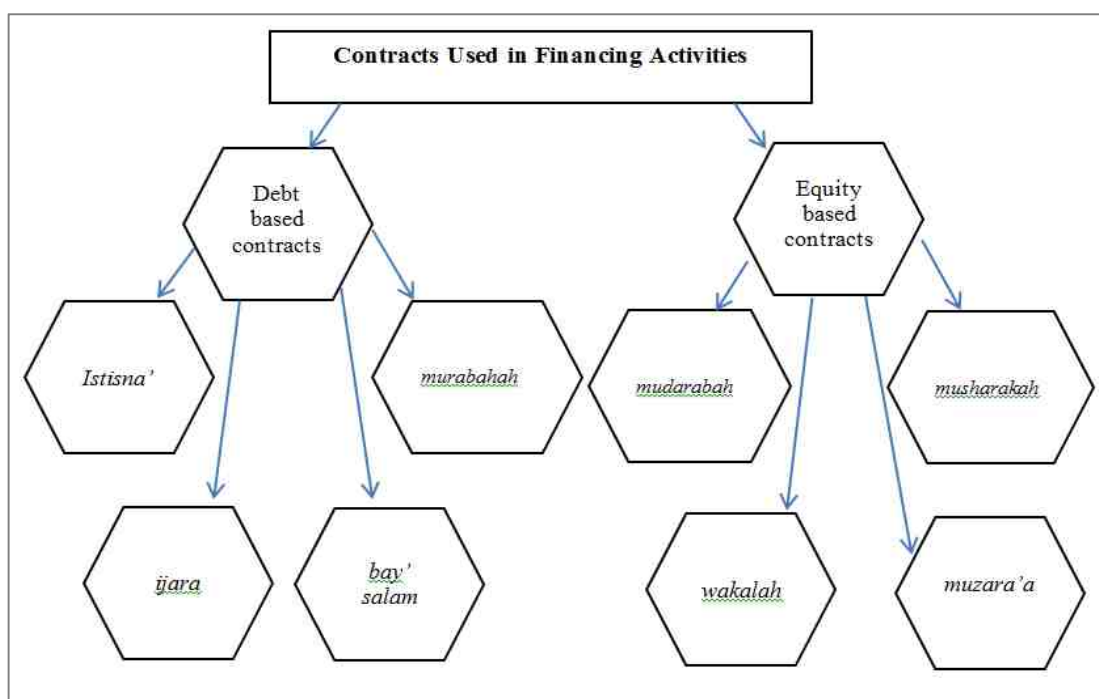 Contracts Used in Financing Activities
Debt
based
contracts
Equity
based
contracts
Istisna’
murabahah
mudarabah
musharakah
ijara
bay’
salam
wakalah
muzara’a